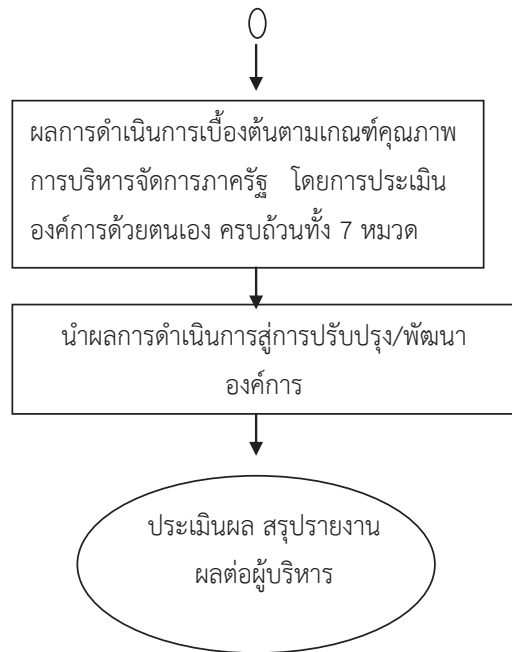 ผลการดำเนินการเบื้องต้นตามเกณฑ์คุณภาพ
การบริหารจัดการภาครัฐ โดยการประเมิน
องค์การด้วยตนเอง ครบถ้วนทั้ง 7 หมวด
นำผลการดำเนินการสู่การปรับปรุง/พัฒนา
องค์การ
ประเมินผล สรุปรายงาน
ผลต่อผู้บริหาร